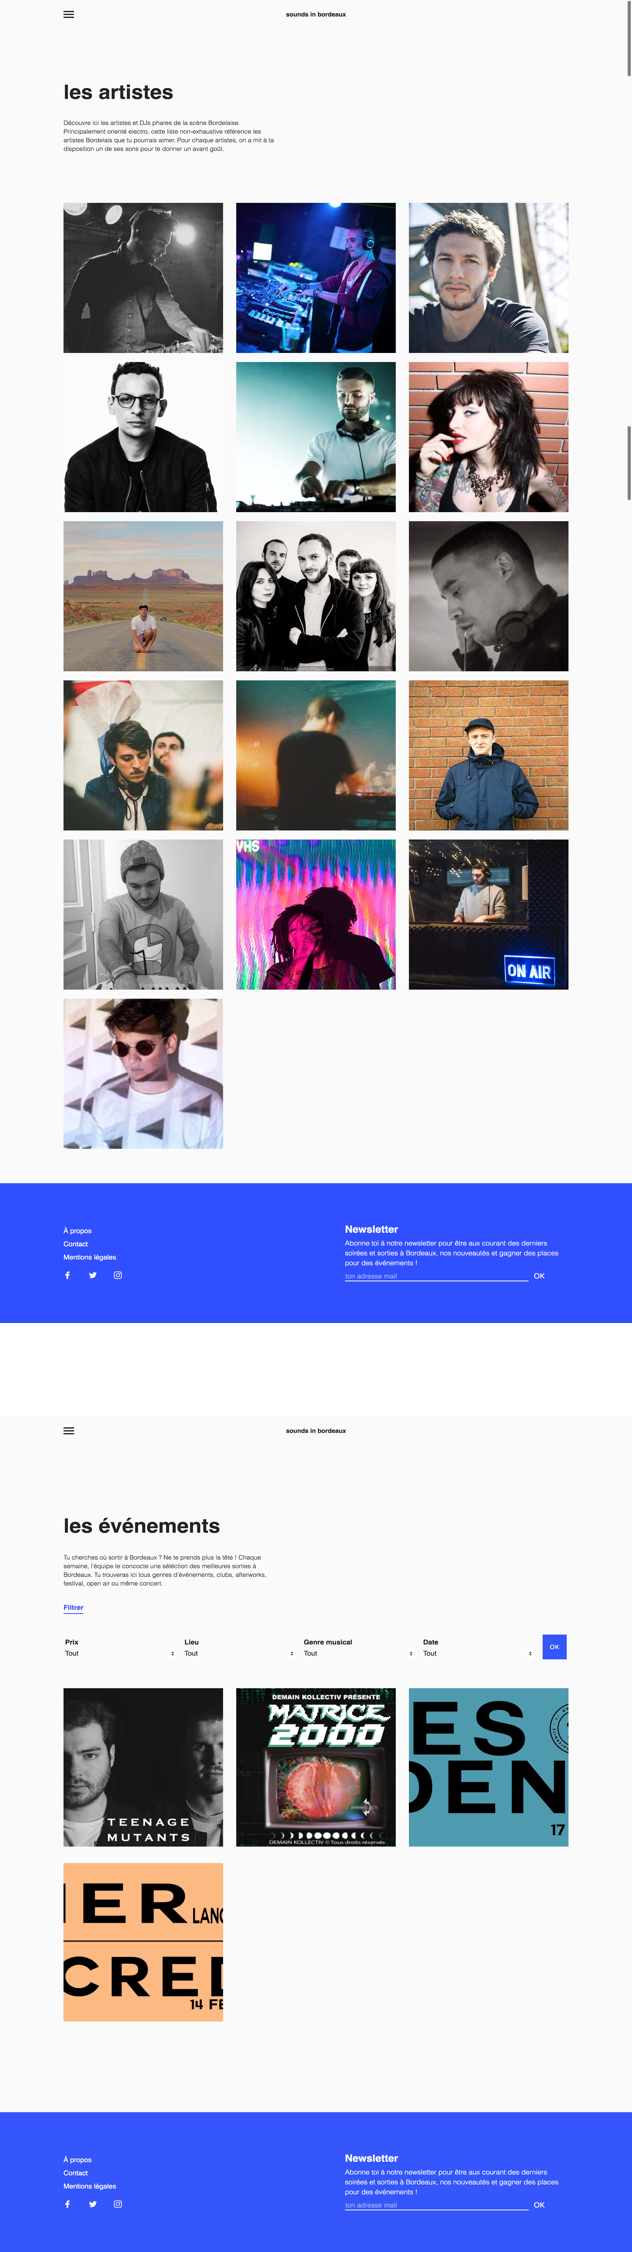 sounds in bordeaux
les artistes
Découvre ici les artistes et DJs phares de la scène Bordelaise.
Principalement orienté electro, cette liste non-exhaustive référence les
artistes Bordelais que tu pourrais aimer. Pour chaque artistes, on a mit à ta
disposition un de ses sons pour te donner un avant goût.
Pioneer
VHS
ON AIR
À propos
Contact
Mentions légales
Newsletter
Abonne toi à notre newsletter pour être aux courant des derniers
soirées et sorties à Bordeaux, nos nouveautés et gagner des places
pour des événements !
ton adresse mail OK
sounds in bordeaux
les événements
Tu cherches où sortir à Bordeaux ? Ne te prends plus la tête ! Chaque
semaine, l'équipe te concocte une séléction des meilleures sorties à
Bordeaux. Tu trouveras ici tous genres d'événements, clubs, afterworks,
festival, open air ou même concert.
Filtrer
Prix Lieu Genre musical Date
Tout Tout Tout Tout
OK
TEENAGE
MUTANTS
DEMAIN KOLLECTIV PRÉSENTE
MATRICE
2000
DEMAIN KOLLECTIV © Tous droits réservés
ES
DEN
17
IER LANC
CRED
14 FE
À propos
Contact
Mentions légales
Newsletter
Abonne toi à notre newsletter pour être aux courant des derniers
soirées et sorties à Bordeaux, nos nouveautés et gagner des places
pour des événements !
ton adresse mail OK